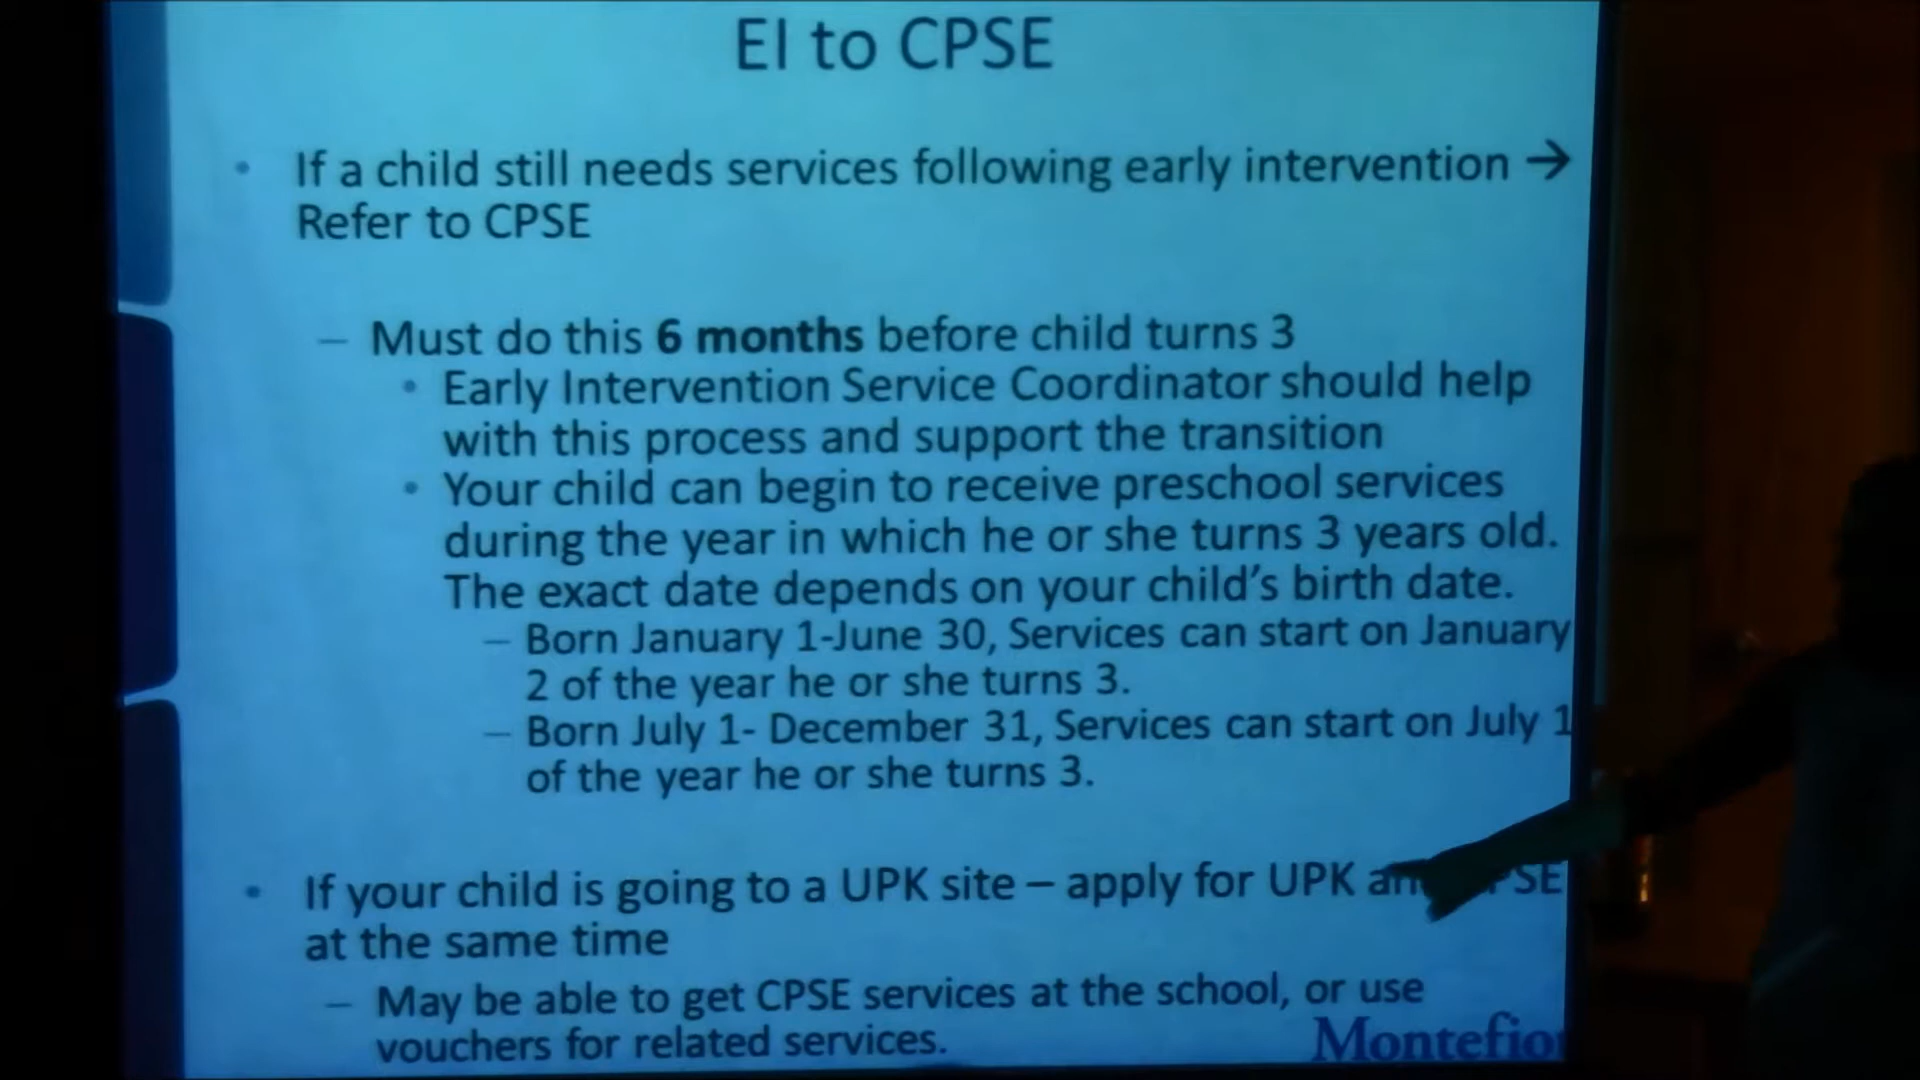 EI to CPSE
• If a child still needs services following early intervention →
Refer to CPSE
– Must do this 6 months before child turns 3
• Early Intervention Service Coordinator should help
with this process and support the transition
• Your child can begin to receive preschool services
during the year in which he or she turns 3 years old.
The exact date depends on your child's birth date.
– Born January 1-June 30, Services can start on January
2 of the year he or she turns 3.
– Born July 1- December 31, Services can start on July 1
of the year he or she turns 3.
• If your child is going to a UPK site – apply for UPK
at the same time
– May be able to get CPSE services at the school, or use
vouchers for related services.